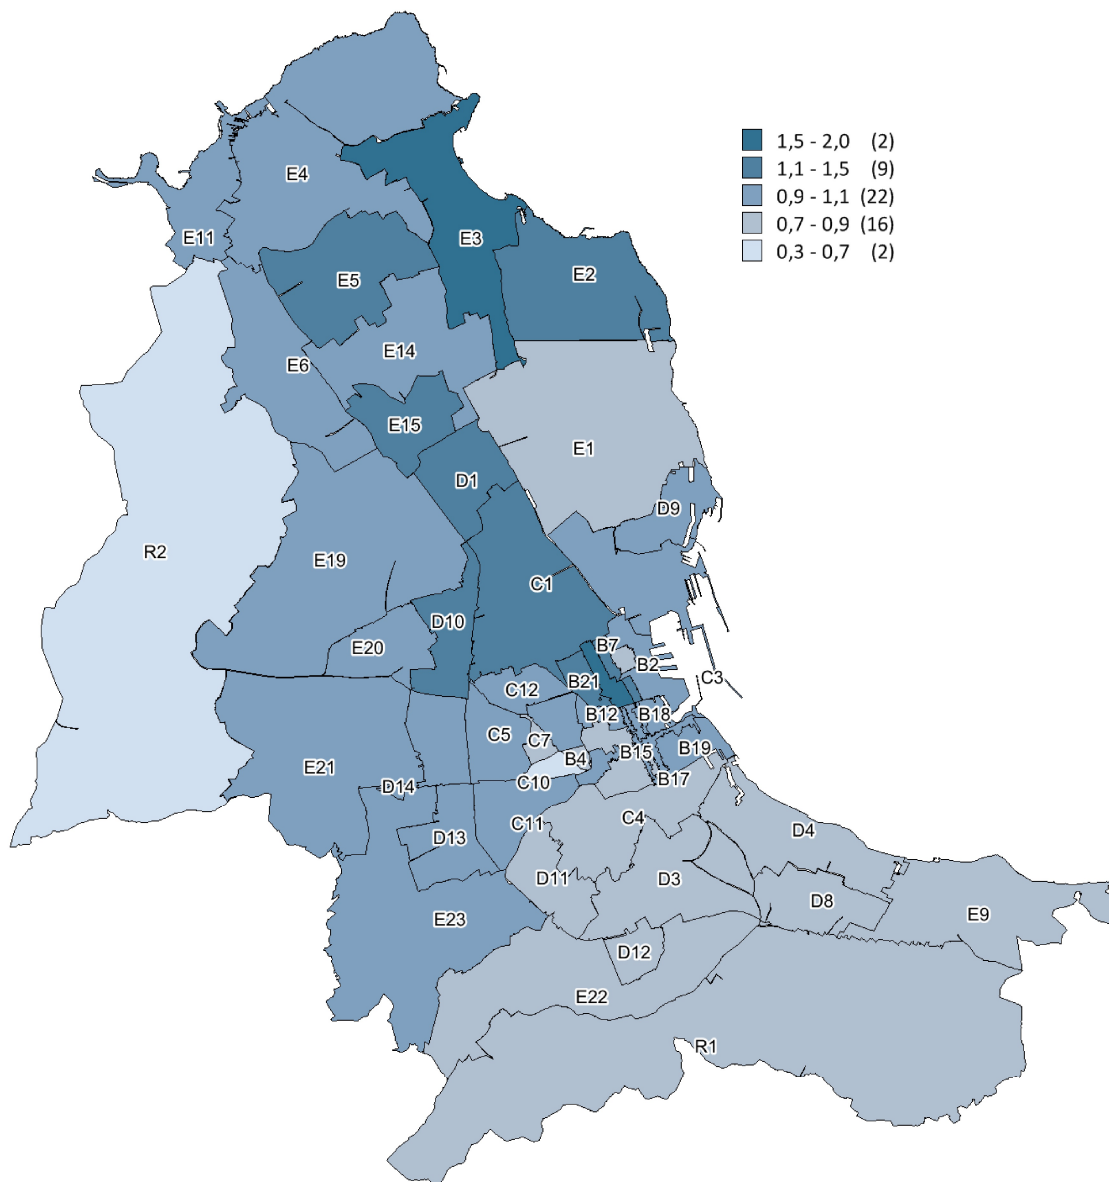 1,5 - 2,0 (2)
1,1 - 1,5 (9)
0,9 - 1,1 (22)
0,7 - 0,9 (16)
0,3 - 0,7 (2)
E4
E11
E3
E2
E5
E14
E6
E15
E1
D1
D9
R2
E19
C1
D10
E20
B7
B2
C3
B21
C12
B12
B18
C5
C7
B15
B19
B4
E21
C10
B17
D14
C11
C4
D13
D4
D11
D3
D8
E23
E9
D12
E22
R1